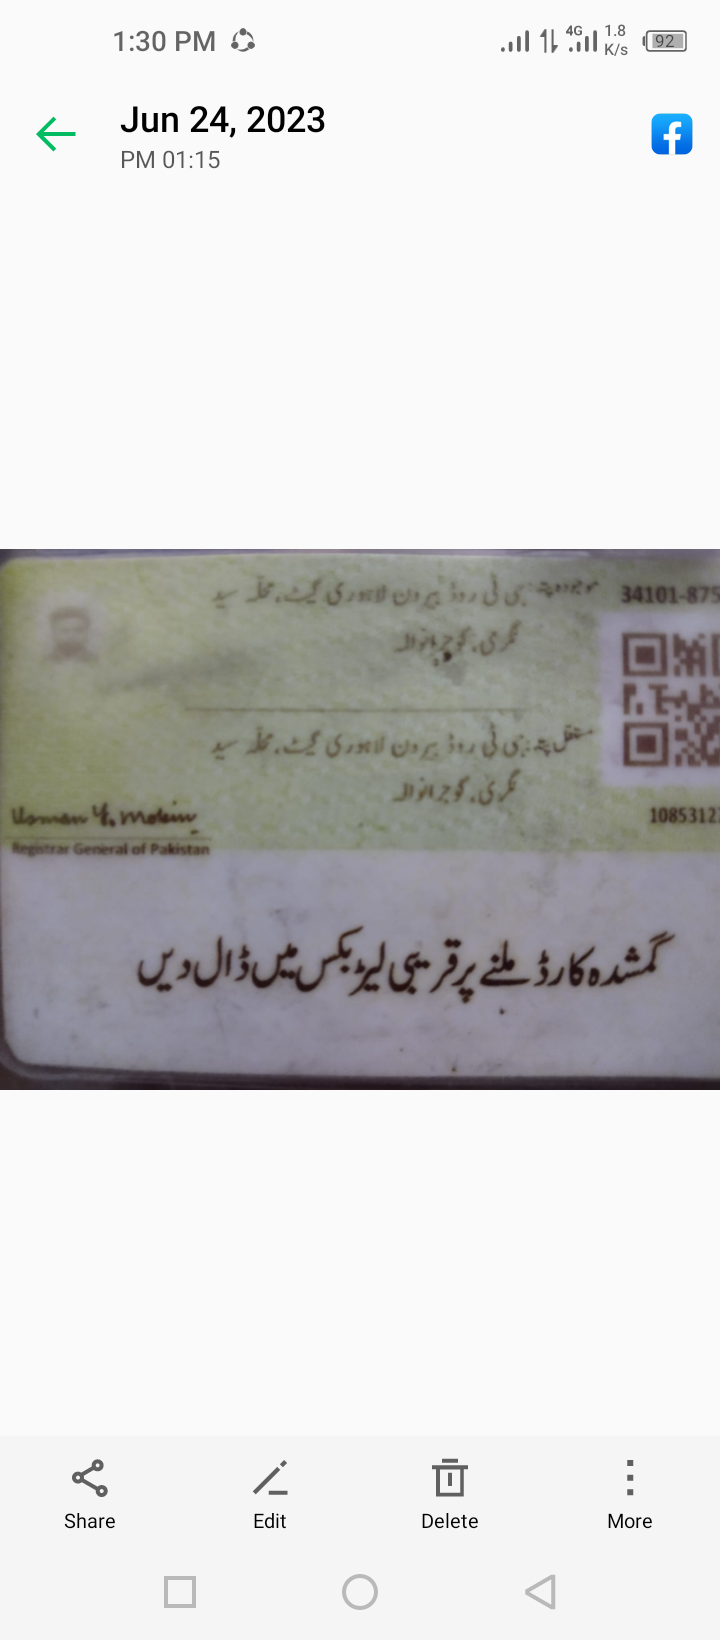 1:30 PM
4G 1.8 K/s 92
Jun 24, 2023
PM 01:15
موجودہ پتہ: جی ٹی روڈ بیرون لاہوری گیٹ، محلہ سید
34101-875
نگری، گوجرانوالہ
مستقل پتہ: جی ٹی روڈ بیرون لاہوری گیٹ، محلہ سید
نگری، گوجرانوالہ
Usman Y. Mobin
1085312
Registrar General of Pakistan
گمشدہ کارڈ ملنے پر قریبی لیٹر بکس میں ڈال دیں
Share
Edit
Delete
More